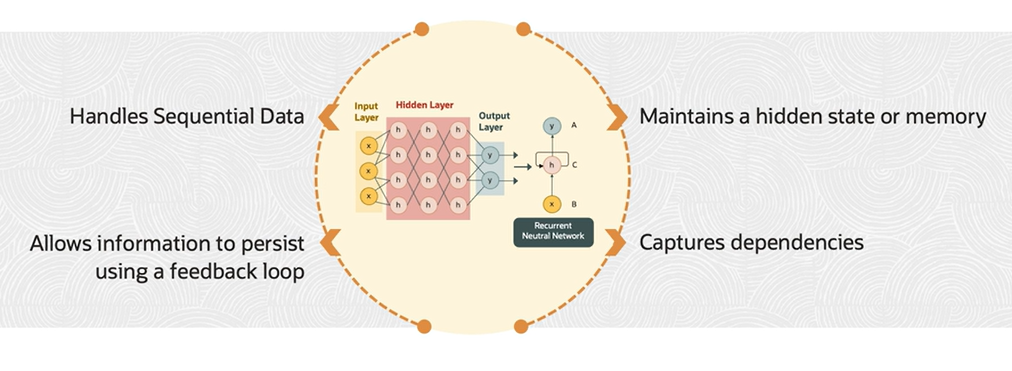 Handles Sequential Data
Allows information to persist
using a feedback loop
Input
Layer
Hidden Layer
Output
Layer
x
x
x
h h h
h h h
h h h
h h h
y
y
y A
h C
x B
Recurrent
Neutral Network
Maintains a hidden state or memory
Captures dependencies